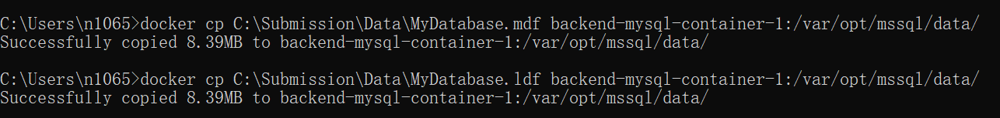 C:\Users\n1065>docker cp C:\Submission\Data\MyDatabase.mdf backend-mysql-container-1:/var/opt/mssql/data/
Successfully copied 8.39MB to backend-mysql-container-1:/var/opt/mssql/data/
C:\Users\n1065>docker cp C:\Submission\Data\MyDatabase.ldf backend-mysql-container-1:/var/opt/mssql/data/
Successfully copied 8.39MB to backend-mysql-container-1:/var/opt/mssql/data/